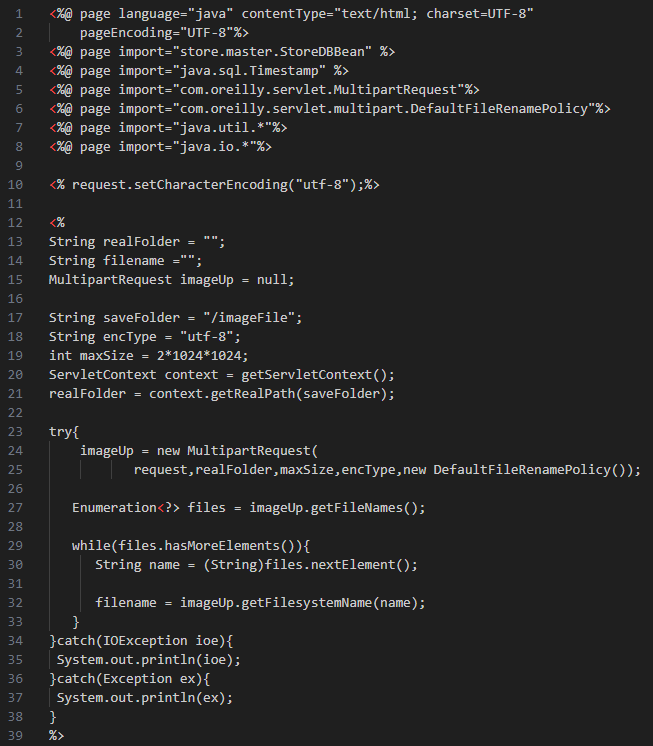 1 <%@ page language="java" contentType="text/html; charset=UTF-8"
2     pageEncoding="UTF-8"%>
3 <%@ page import="store.master.StoreDBBean" %>
4 <%@ page import="java.sql.Timestamp" %>
5 <%@ page import="com.oreilly.servlet.MultipartRequest"%>
6 <%@ page import="com.oreilly.servlet.multipart.DefaultFileRenamePolicy"%>
7 <%@ page import="java.util.*"%>
8 <%@ page import="java.io.*"%>
9
10 <% request.setCharacterEncoding("utf-8");%>
11
12 <%
13 String realFolder = "";
14 String filename ="";
15 MultipartRequest imageUp = null;
16
17 String saveFolder = "/imageFile";
18 String encType = "utf-8";
19 int maxSize = 2*1024*1024;
20 ServletContext context = getServletContext();
21 realFolder = context.getRealPath(saveFolder);
22
23 try{
24     imageUp = new MultipartRequest(
25            request,realFolder,maxSize,encType,new DefaultFileRenamePolicy());
26
27    Enumeration<?> files = imageUp.getFileNames();
28
29    while(files.hasMoreElements()){
30       String name = (String)files.nextElement();
31
32       filename = imageUp.getFilesystemName(name);
33    }
34 }catch(IOException ioe){
35  System.out.println(ioe);
36 }catch(Exception ex){
37  System.out.println(ex);
38 }
39 %>